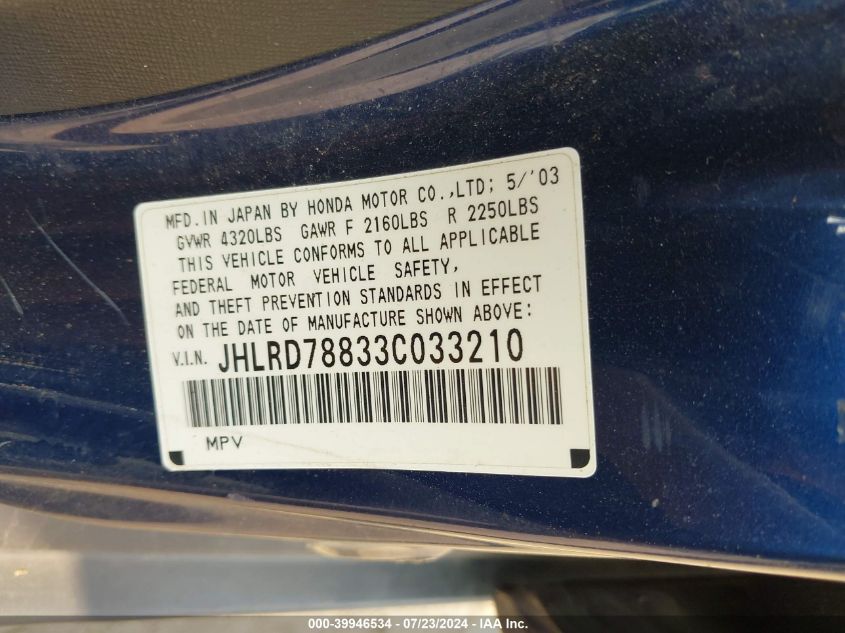 MFD. IN JAPAN BY HONDA MOTOR CO.,LTD; 5/'03
GVWR 4320LBS GAWR F 2160LBS R 2250LBS
THIS VEHICLE CONFORMS TO ALL APPLICABLE
FEDERAL MOTOR VEHICLE SAFETY,
AND THEFT PREVENTION STANDARDS IN EFFECT
ON THE DATE OF MANUFACTURE SHOWN ABOVE:
V.I.N. JHLRD78833C033210
MPV
000-39946534 - 07/23/2024 - IAA Inc.